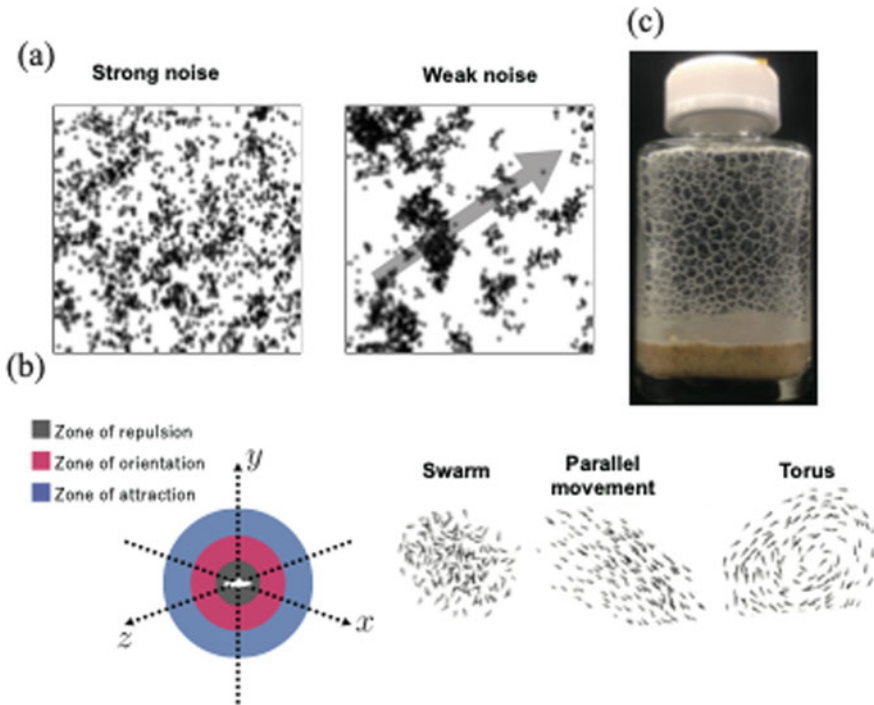 (a)
Strong noise
Weak noise
(c)
(b)
Zone of repulsion
Zone of orientation
Zone of attraction
y
z
x
Swarm
Parallel
movement
Torus